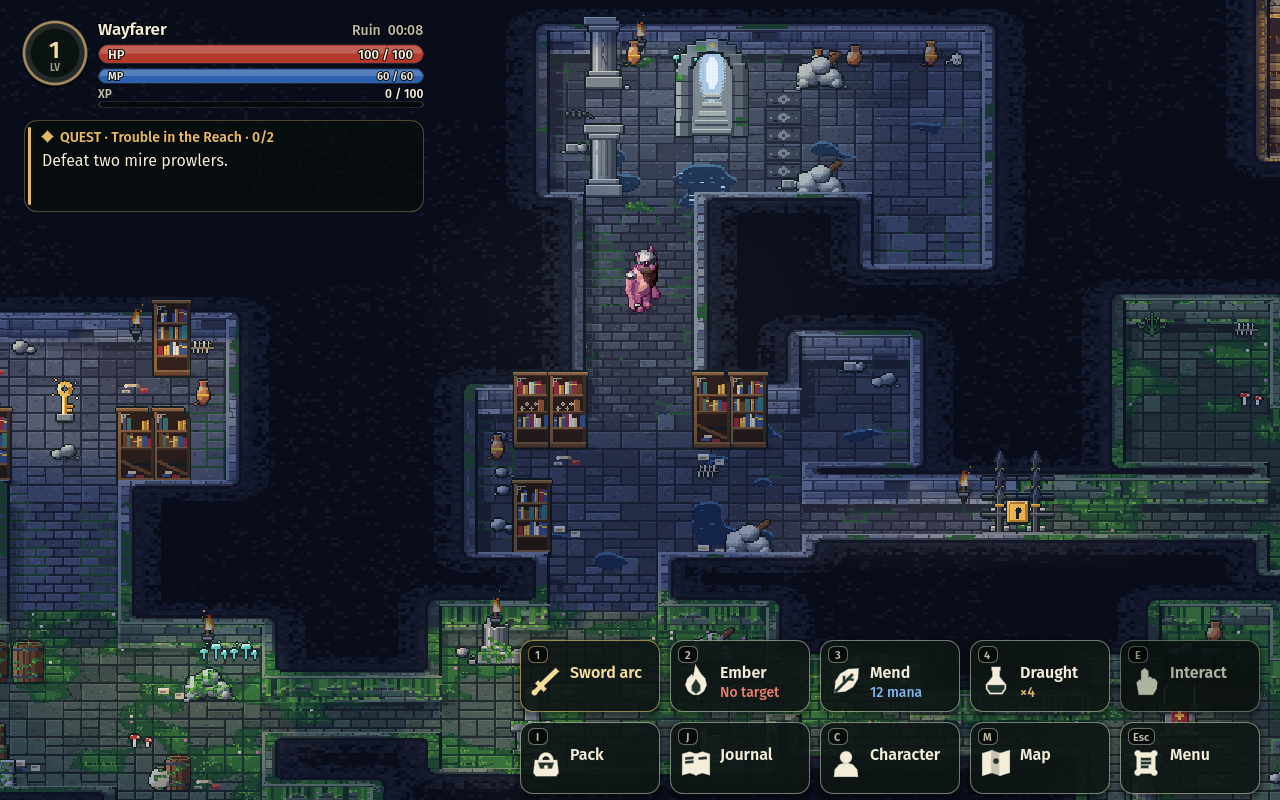 1
LV
Wayfarer
Ruin 00:08
HP 100 / 100
MP 60 / 60
XP 0 / 100
QUEST · Trouble in the Reach · 0/2
Defeat two mire prowlers.
1 Sword arc
2 Ember
No target
3 Mend
12 mana
4 Draught
×4
E Interact
I Pack
J Journal
C Character
M Map
Esc Menu